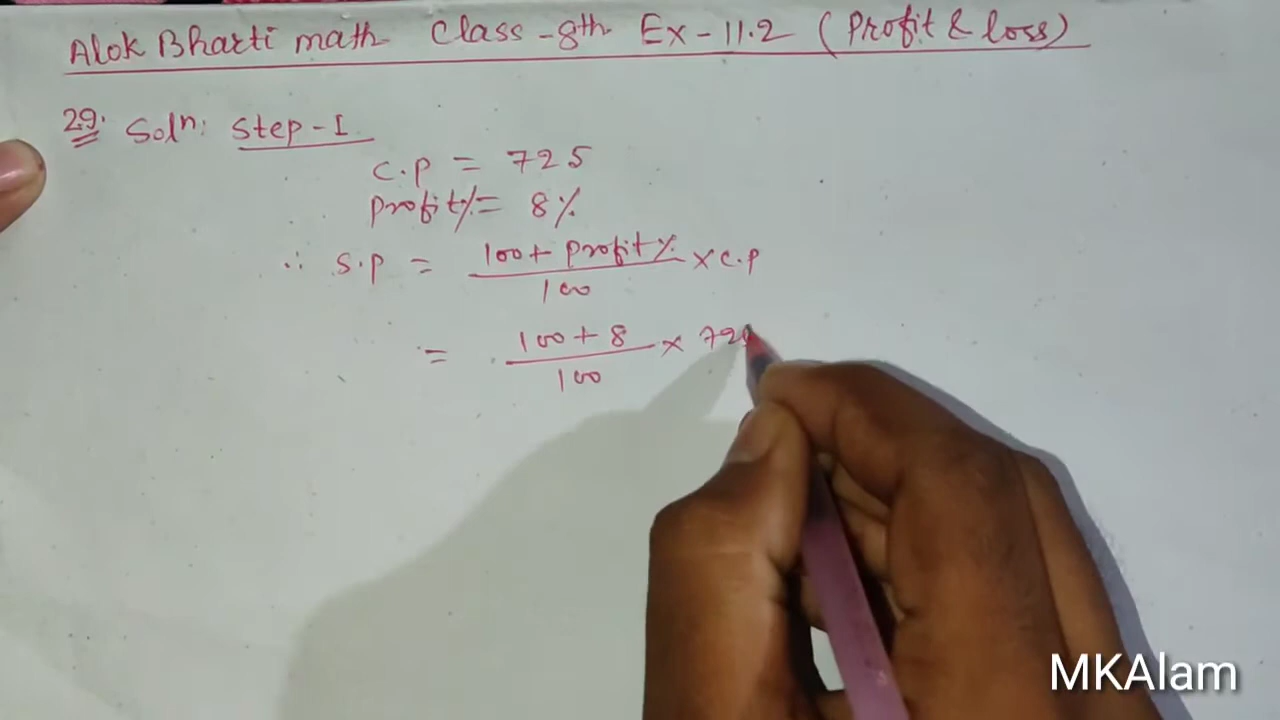 Alok Bharti math Class -8th Ex - 11.2 (Profit & loss)
29. Solⁿ: Step - I
C.P = 725
Profit% = 8%
∴ S.P = 100 + Profit% / 100 × C.P
= 100 + 8 / 100 × 725
MKAlam